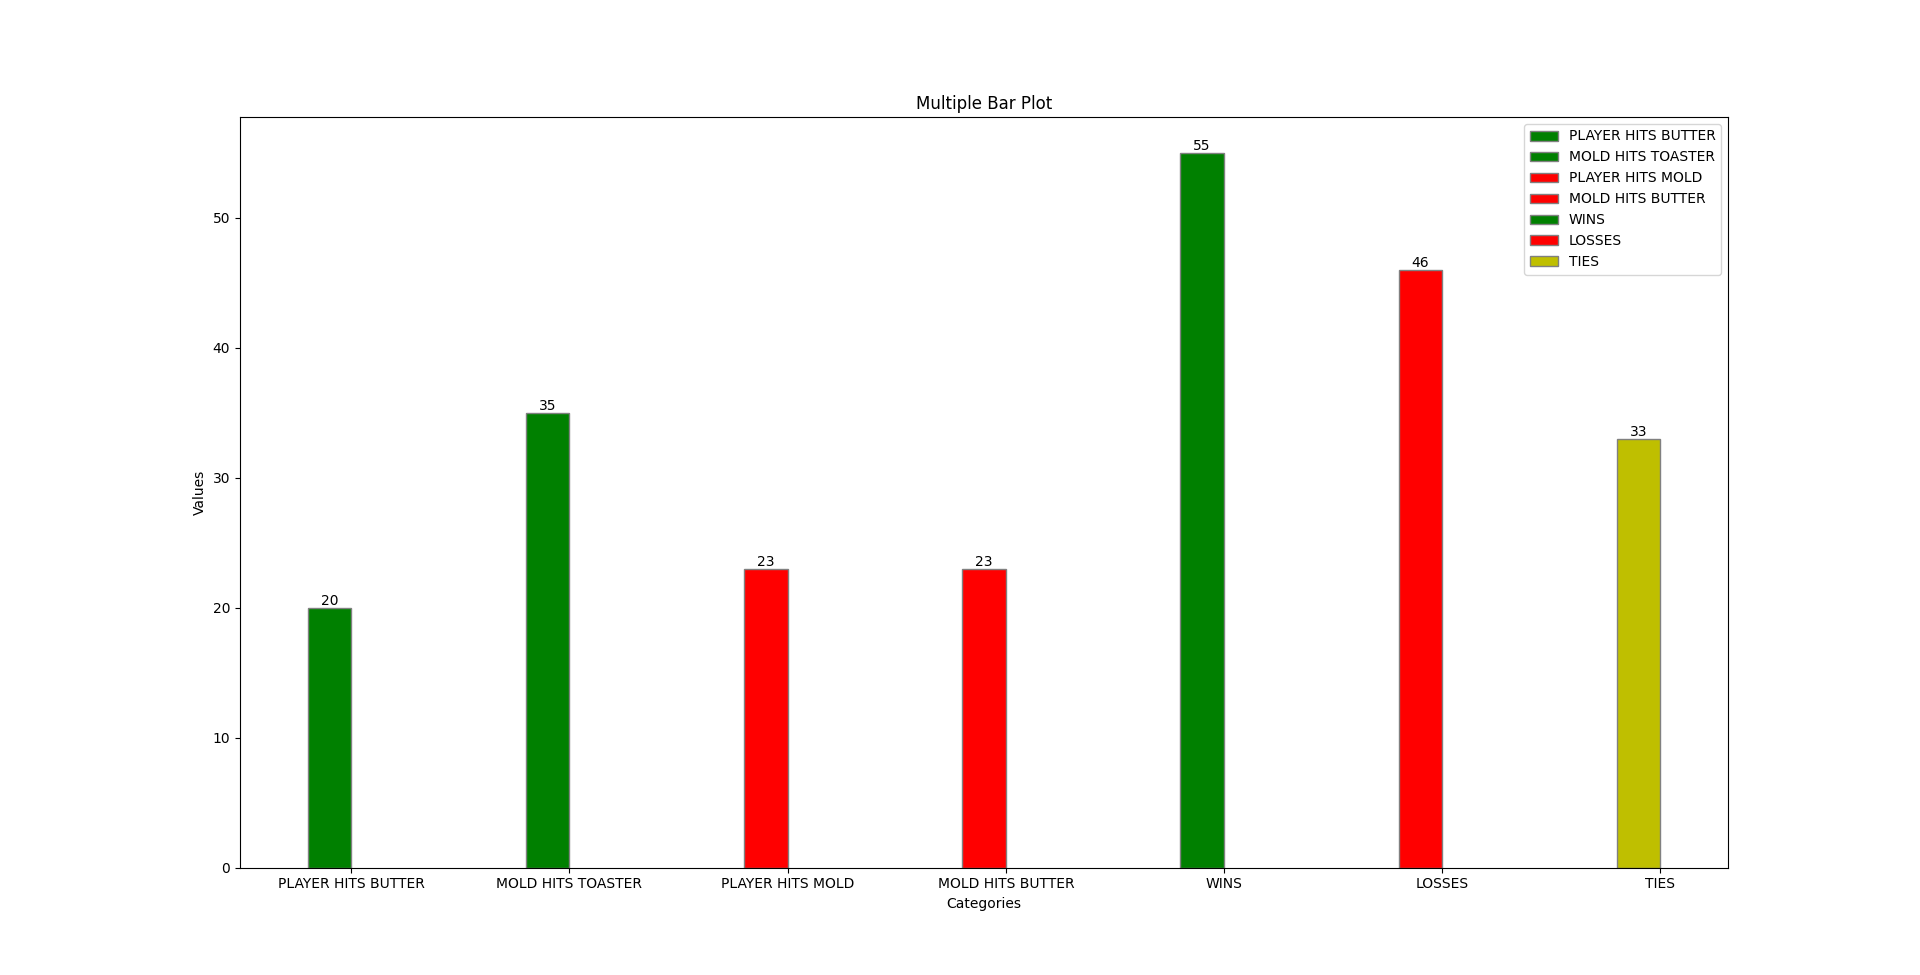 Multiple Bar Plot
PLAYER HITS BUTTER
MOLD HITS TOASTER
PLAYER HITS MOLD
MOLD HITS BUTTER
WINS
LOSSES
TIES
Values
50
40
30
20
10
0
20
35
23
23
55
46
33
PLAYER HITS BUTTER
MOLD HITS TOASTER
PLAYER HITS MOLD
MOLD HITS BUTTER
WINS
LOSSES
TIES
Categories